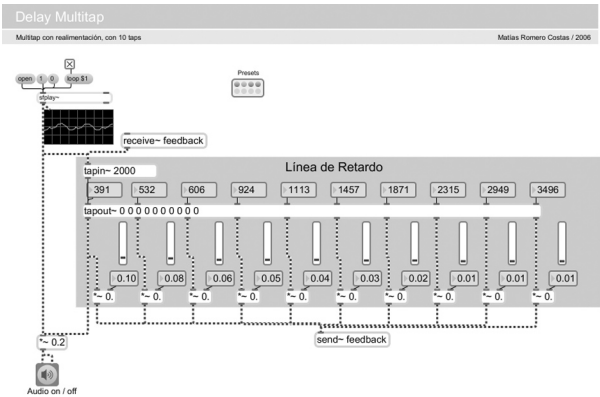 Delay Multitap
Multitap con realimentación, con 10 taps
Matías Romero Costas / 2006
open 1 0 loop $1
sfplay~
Presets
receive~ feedback
tapin~ 2000
Línea de Retardo
391 532 606 924 1113 1457 1871 2315 2949 3496
tapout~ 0 0 0 0 0 0 0 0 0 0
0.10 0.08 0.06 0.05 0.04 0.03 0.02 0.01 0.01 0.01
*~ 0. *~ 0. *~ 0. *~ 0. *~ 0. *~ 0. *~ 0. *~ 0. *~ 0. *~ 0.
*~ 0.2
send~ feedback
Audio on / off